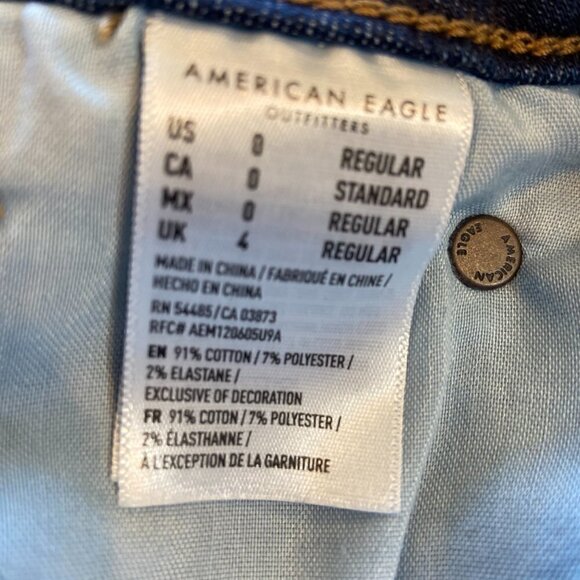 AMERICAN EAGLE
OUTFITTERS
US 0 REGULAR
CA 0 STANDARD
MX 0 REGULAR
UK 4 REGULAR
MADE IN CHINA / FABRIQUÉ EN CHINE /
HECHO EN CHINA
RN 54485 / CA 03873
RFC# AEM120605U9A
EN 91% COTTON / 7% POLYESTER /
2% ELASTANE /
EXCLUSIVE OF DECORATION
FR 91% COTON / 7% POLYESTER /
2% ÉLASTHANNE /
À L'EXCEPTION DE LA GARNITURE
AMERICAN EAGLE